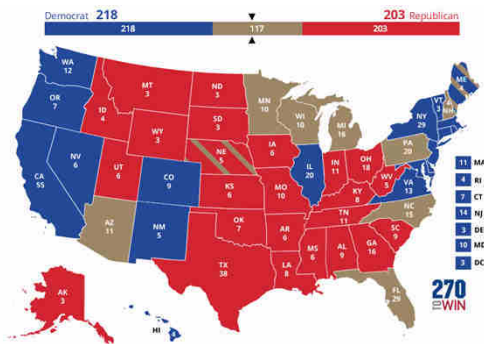 Democrat 218
203 Republican
218
117
203
WA
12
OR
7
CA
55
NV
6
ID
4
MT
3
WY
3
UT
6
CO
9
AZ
11
NM
5
ND
3
SD
3
NE
5
KS
6
OK
7
TX
38
MN
10
IA
6
MO
10
AR
6
LA
8
WI
10
IL
20
MI
16
IN
11
OH
18
KY
8
TN
11
MS
6
AL
9
GA
16
FL
29
SC
9
NC
15
VA
13
WV
5
PA
20
NY
29
VT
3
NH
ME
AK
3
HI
4
11 MA
4 RI
7 CT
14 NJ
3 DE
10 MD
3 DC
270
TO WIN